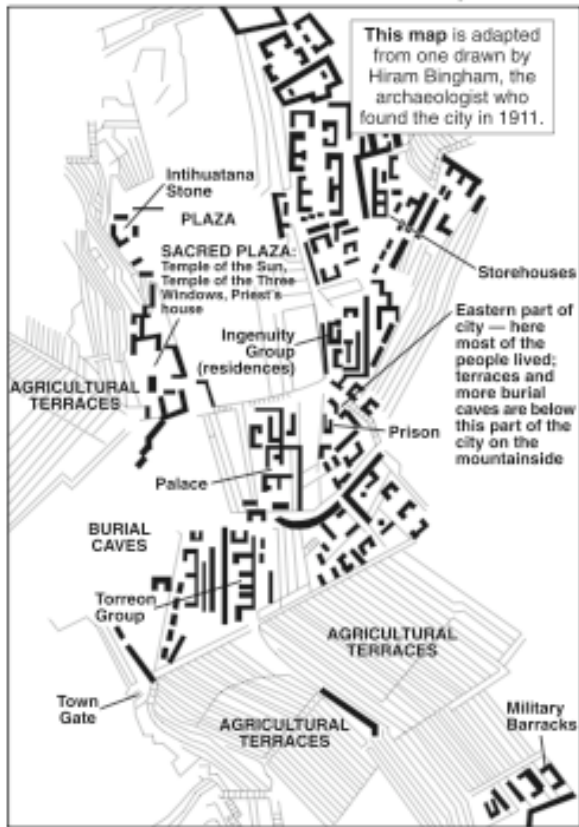 This map is adapted
from one drawn by
Hiram Bingham, the
archaeologist who
found the city in 1911.
Intihuatana
Stone
PLAZA
SACRED PLAZA:
Temple of the Sun,
Temple of the Three
Windows, Priest's
house
Storehouses
Ingenuity
Group
(residences)
Eastern part of
city — here
most of the
people lived;
terraces and
more burial
caves are below
this part of the
city on the
mountainside
AGRICULTURAL
TERRACES
Prison
Palace
BURIAL
CAVES
Torreon
Group
AGRICULTURAL
TERRACES
Town
Gate
AGRICULTURAL
TERRACES
Military
Barracks